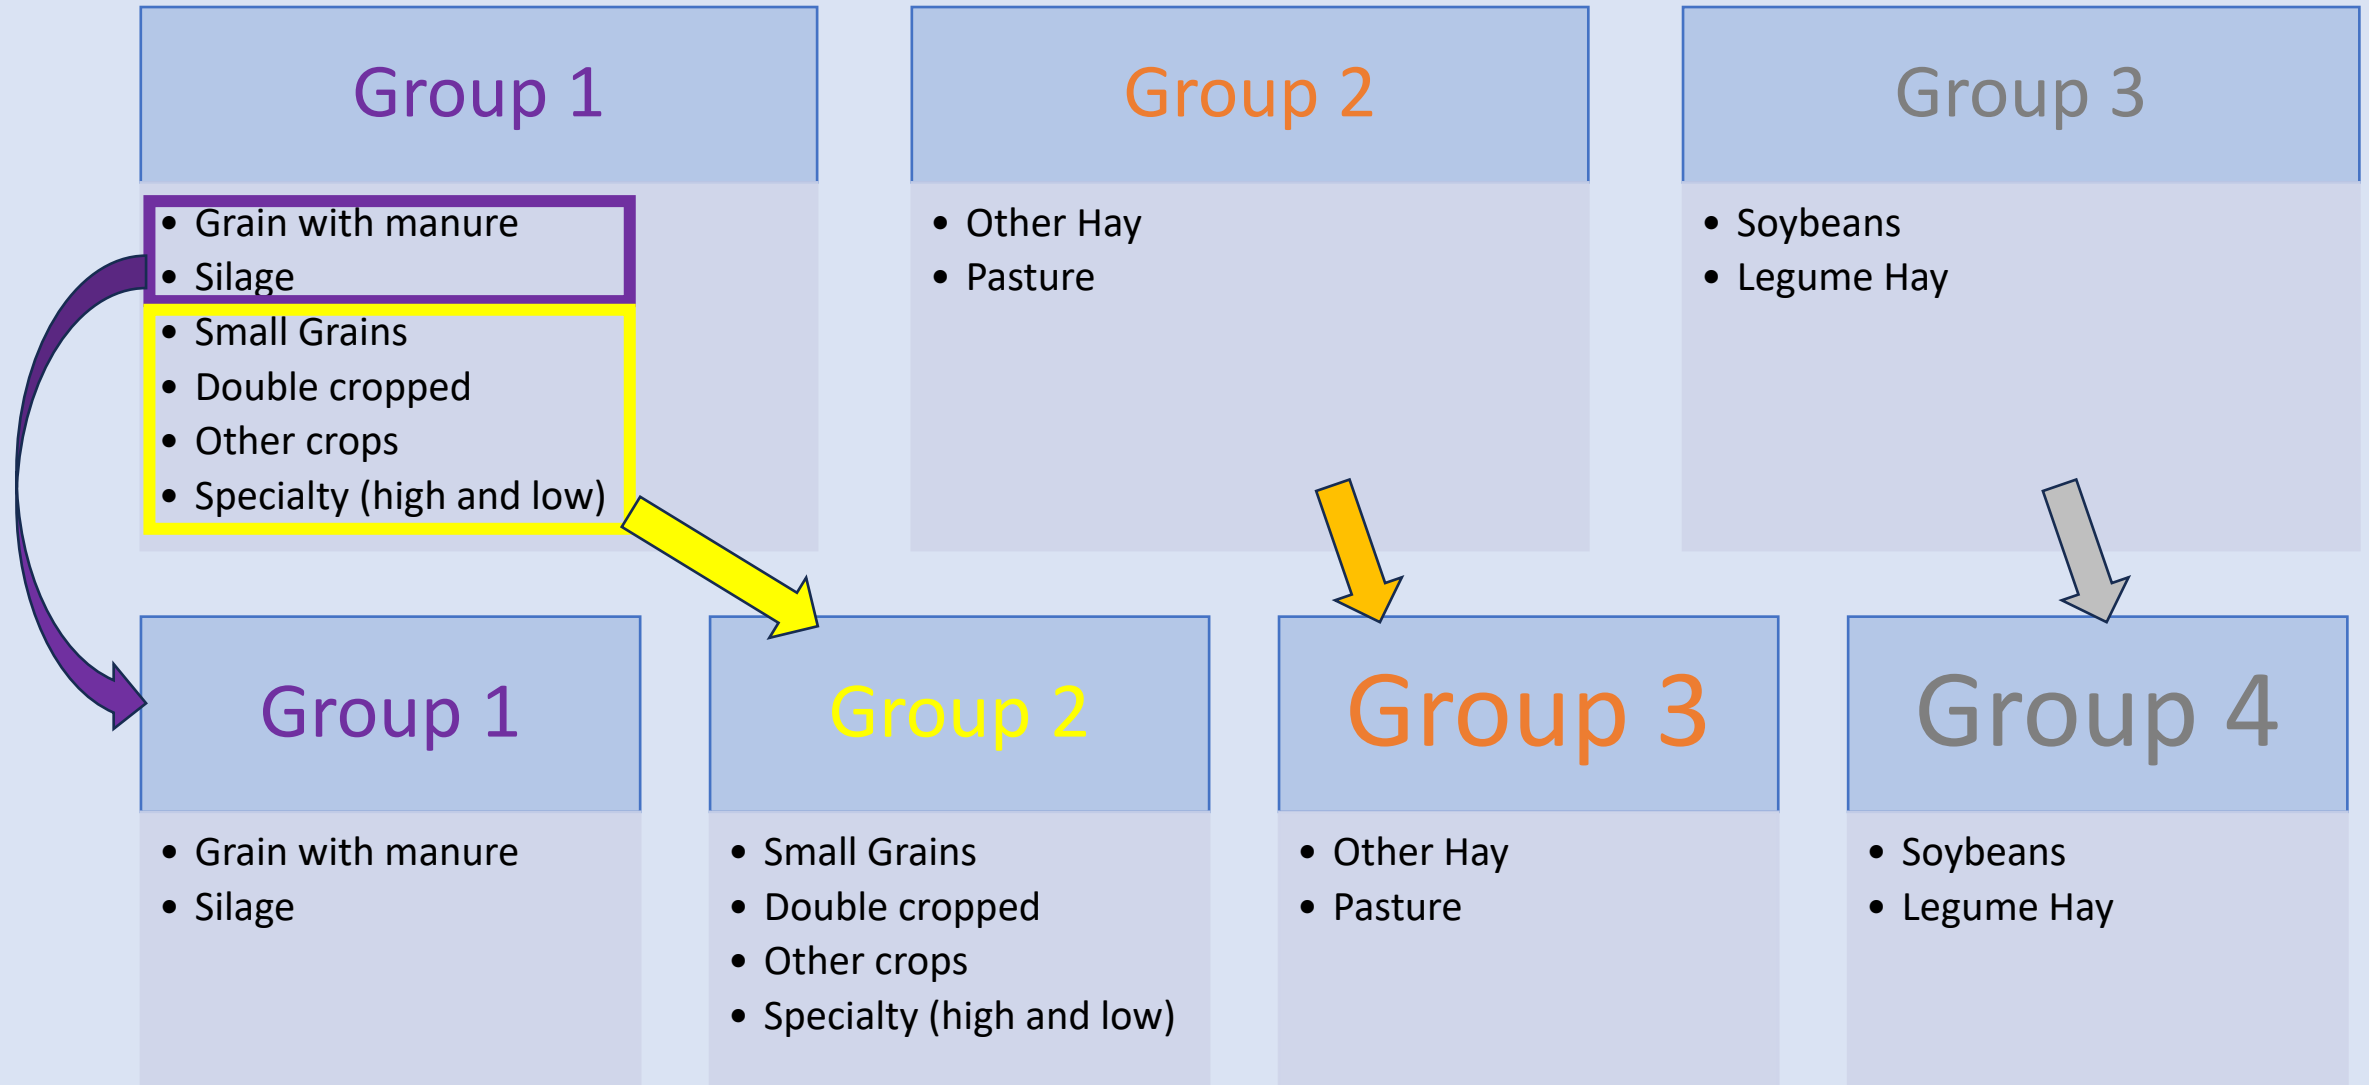 Group 1
• Grain with manure
• Silage
• Small Grains
• Double cropped
• Other crops
• Specialty (high and low)
Group 2
• Other Hay
• Pasture
Group 3
• Soybeans
• Legume Hay
Group 1
• Grain with manure
• Silage
Group 2
• Small Grains
• Double cropped
• Other crops
• Specialty (high and low)
Group 3
• Other Hay
• Pasture
Group 4
• Soybeans
• Legume Hay